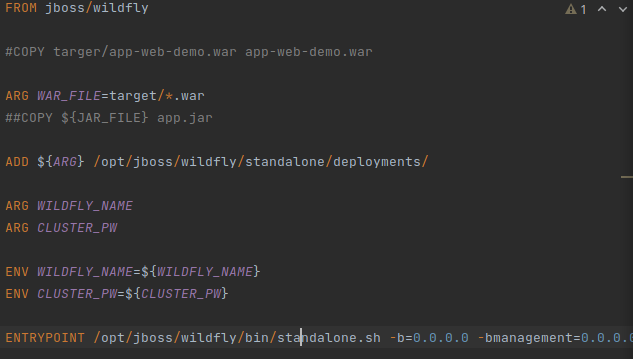 FROM jboss/wildfly
1
#COPY targer/app-web-demo.war app-web-demo.war
ARG WAR_FILE=target/*.war
##COPY ${JAR_FILE} app.jar
ADD ${ARG} /opt/jboss/wildfly/standalone/deployments/
ARG WILDFLY_NAME
ARG CLUSTER_PW
ENV WILDFLY_NAME=${WILDFLY_NAME}
ENV CLUSTER_PW=${CLUSTER_PW}
ENTRYPOINT /opt/jboss/wildfly/bin/standalone.sh -b=0.0.0.0 -bmanagement=0.0.0.0